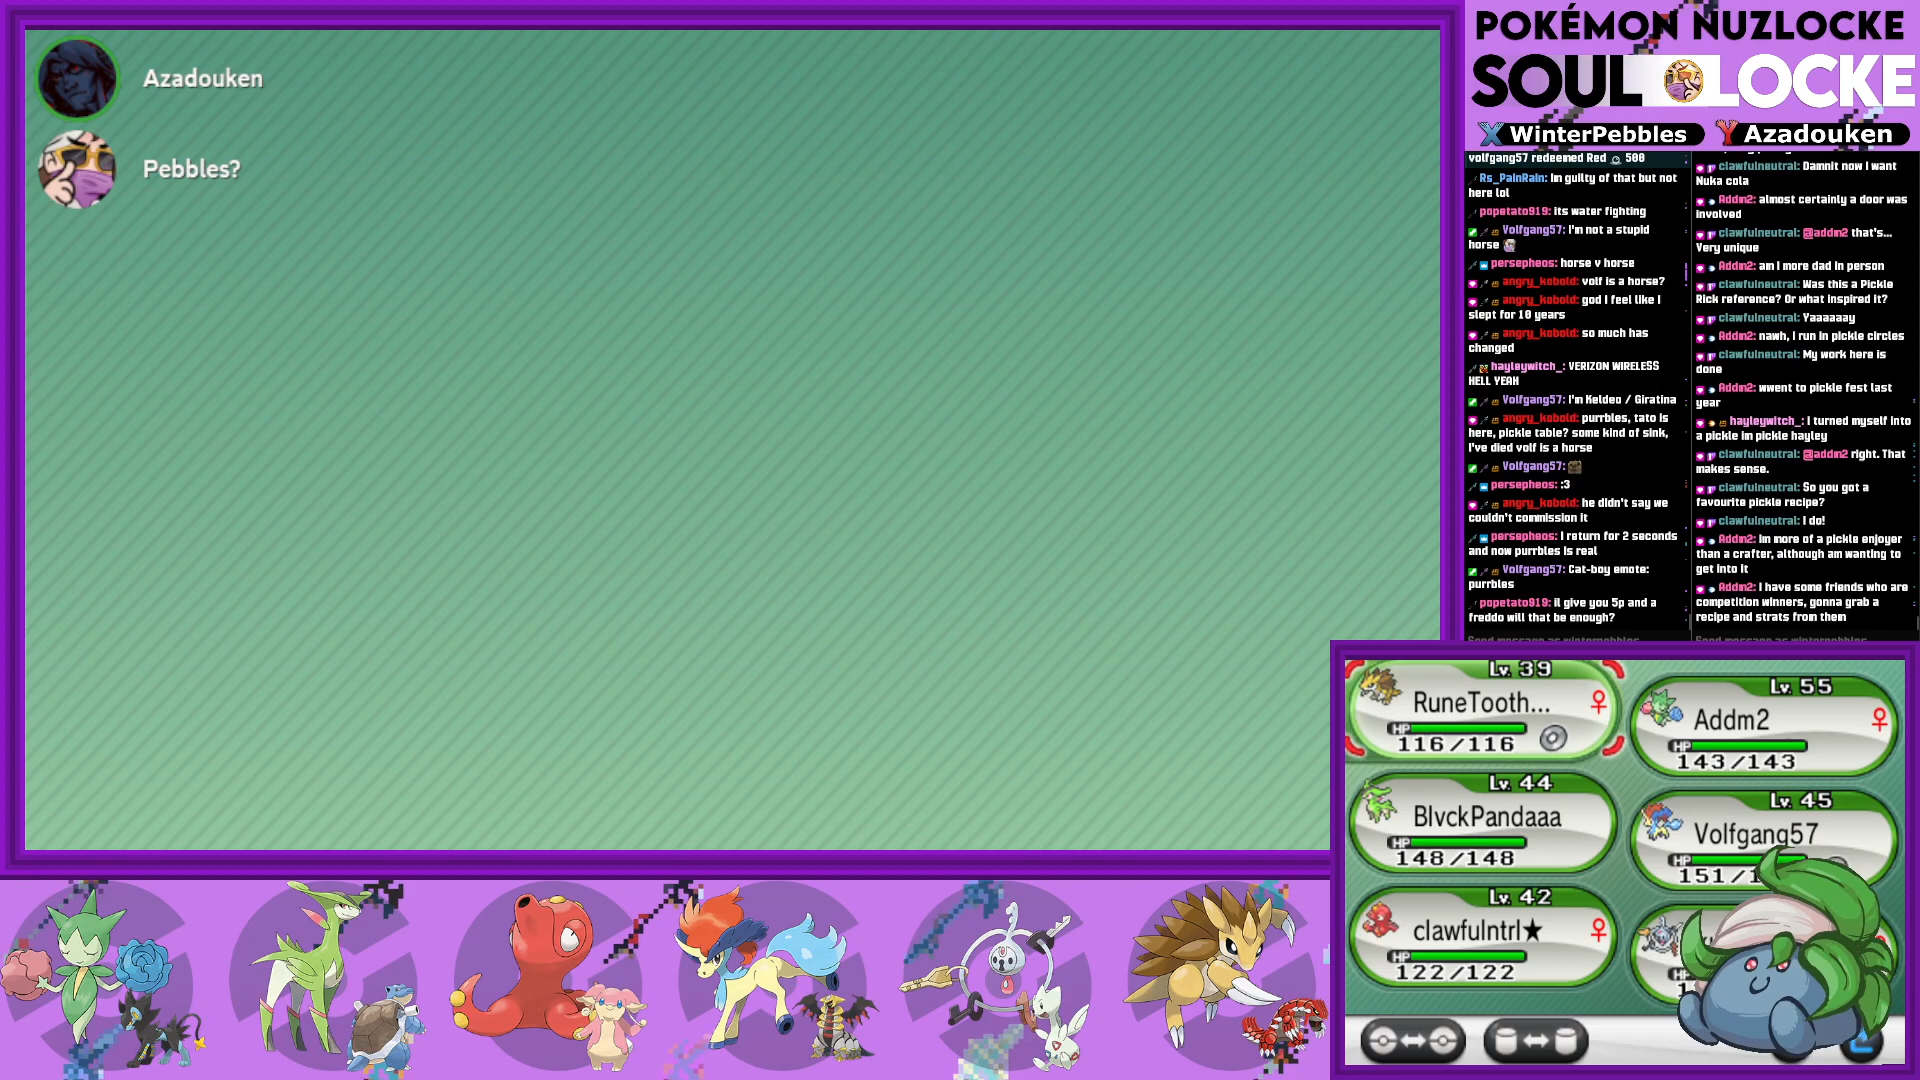 Azadouken
Pebbles?
POKÉMON NUZLOCKE
SOUL LOCKE
X WinterPebbles
Y Azadouken
volfgang57 redeemed Red 500
Rs_PainRain: Im guilty of that but not
here lol
popetato919: its water fighting
Volfgang57: I'm not a stupid
horse
persepheos: horse v horse
angry_kobold: volf is a horse?
angry_kobold: god I feel like I
slept for 10 years
angry_kobold: so much has
changed
hayleywitch_: VERIZON WIRELESS
HELL YEAH
Volfgang57: I'm Keldeo / Giratina
angry_kobold: purrbles, tato is
here, pickle table? some kind of sink,
I've died volf is a horse
Volfgang57:
persepheos: :3
angry_kobold: he didn't say we
couldn't commission it
persepheos: I return for 2 seconds
and now purrbles is real
Volfgang57: Cat-boy emote:
purrbles
popetato919: il give you 5p and a
freddo will that be enough?
clawfulneutral: Damnit now I want
Nuka cola
Addm2: almost certainly a door was
involved
clawfulneutral: @addm2 that's...
Very unique
Addm2: am I more dad in person
clawfulneutral: Was this a Pickle
Rick reference? Or what inspired it?
clawfulneutral: Yaaaaaay
Addm2: nawh, I run in pickle circles
clawfulneutral: My work here is
done
Addm2: wwent to pickle fest last
year
hayleywitch_: I turned myself into
a pickle im pickle hayley
clawfulneutral: @addm2 right. That
makes sense.
clawfulneutral: So you got a
favourite pickle recipe?
clawfulneutral: I do!
Addm2: Im more of a pickle enjoyer
than a crafter, although am wanting to
get into it
Addm2: I have some friends who are
competition winners, gonna grab a
recipe and strats from them
Lv. 39
RuneTooth... ♀
HP
116/116
Lv. 55
Addm2 ♀
HP
143/143
Lv. 44
BlvckPandaaa
HP
148/148
Lv. 45
Volfgang57
HP
151/1
Lv. 42
clawfulntrl★ ♀
HP
122/122
HP